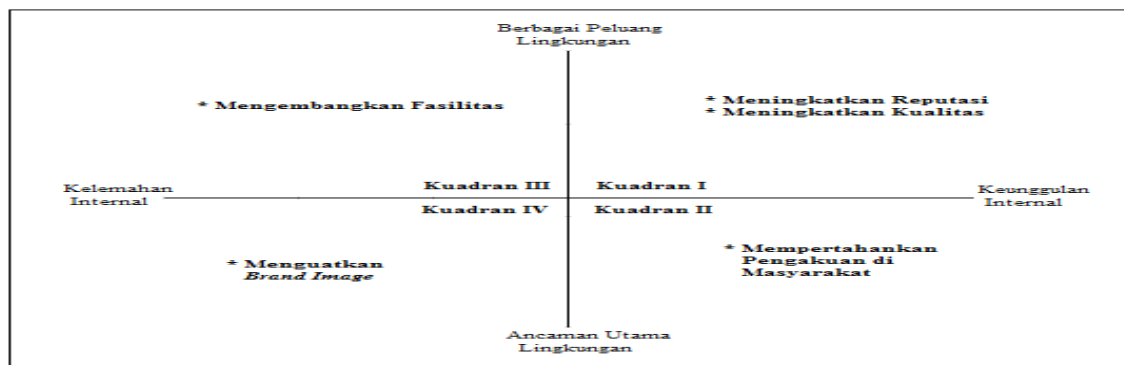 Berbagai Peluang
Lingkungan
* Mengembangkan Fasilitas
* Meningkatkan Reputasi
* Meningkatkan Kualitas
Kelemahan
Internal
Kuadran III
Kuadran I
Keunggulan
Internal
Kuadran IV
Kuadran II
* Menguatkan
Brand Image
* Mempertahankan
Pengakuan di
Masyarakat
Ancaman Utama
Lingkungan